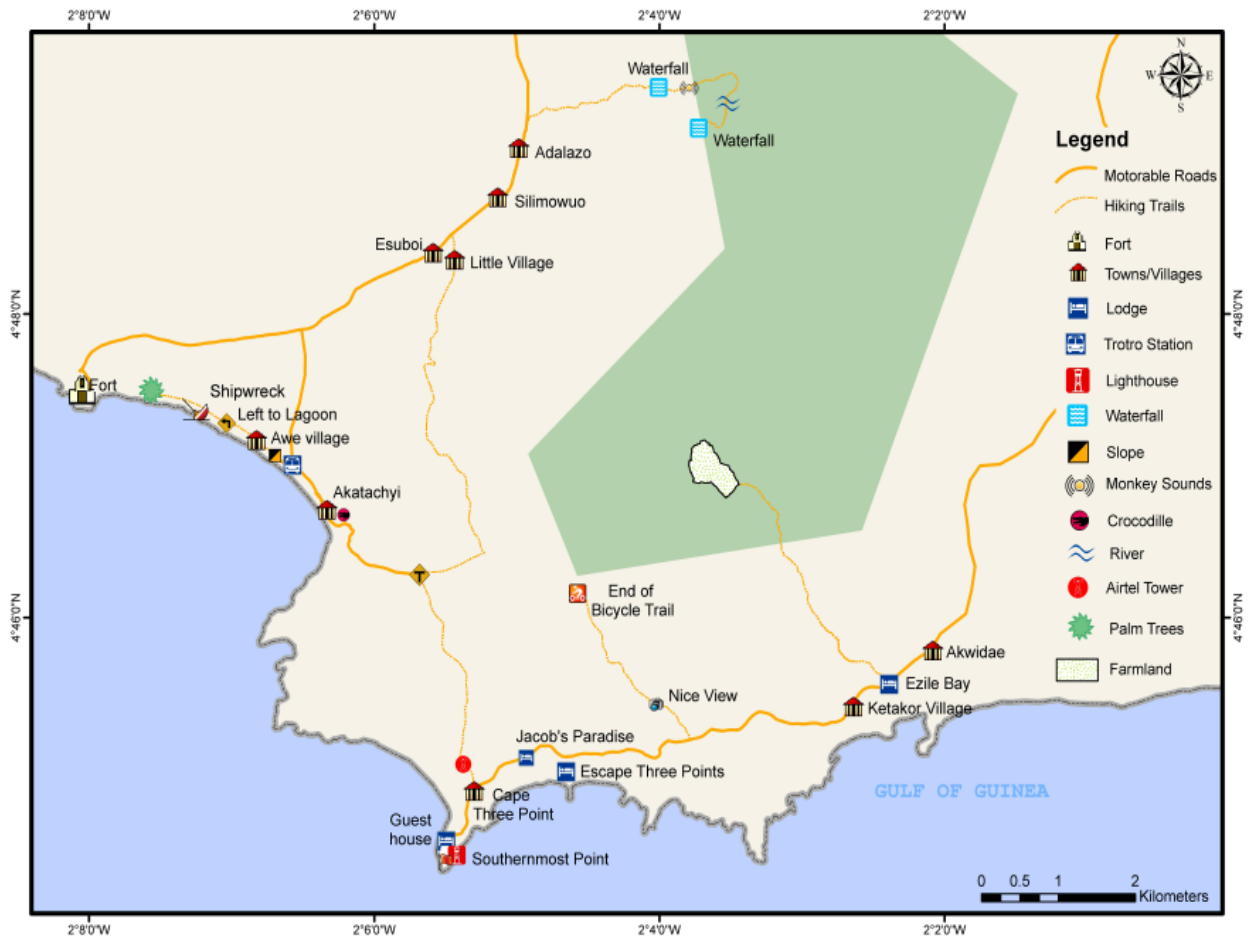 2°8'0"W
2°6'0"W
2°4'0"W
2°2'0"W
N
W
E
S
Waterfall
Waterfall
Adalazo
Silimowuo
Esuboi
Little Village
4°48'0"N
4°48'0"N
Fort
Shipwreck
Left to Lagoon
Awe village
Akatachyi
T
End of
Bicycle Trail
4°46'0"N
4°46'0"N
Akwidae
Ezile Bay
Nice View
Ketakor Village
Jacob's Paradise
Escape Three Points
Cape
Three Point
Guest
house
Southernmost Point
GULF OF GUINEA
Legend
Motorable Roads
Hiking Trails
Fort
Towns/Villages
Lodge
Trotro Station
Lighthouse
Waterfall
Slope
Monkey Sounds
Crocodille
River
Airtel Tower
Palm Trees
Farmland
0 0.5 1 2
Kilometers
2°8'0"W
2°6'0"W
2°4'0"W
2°2'0"W